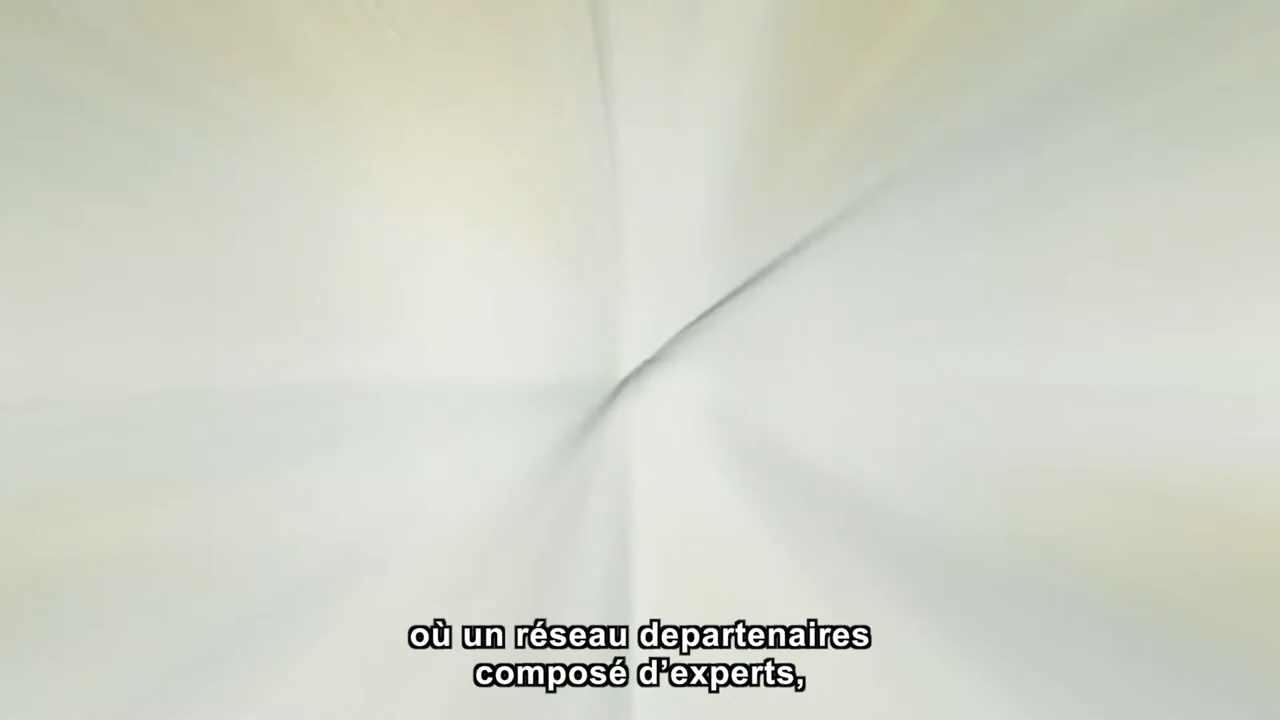 où un réseau departenaires
composé d’experts,